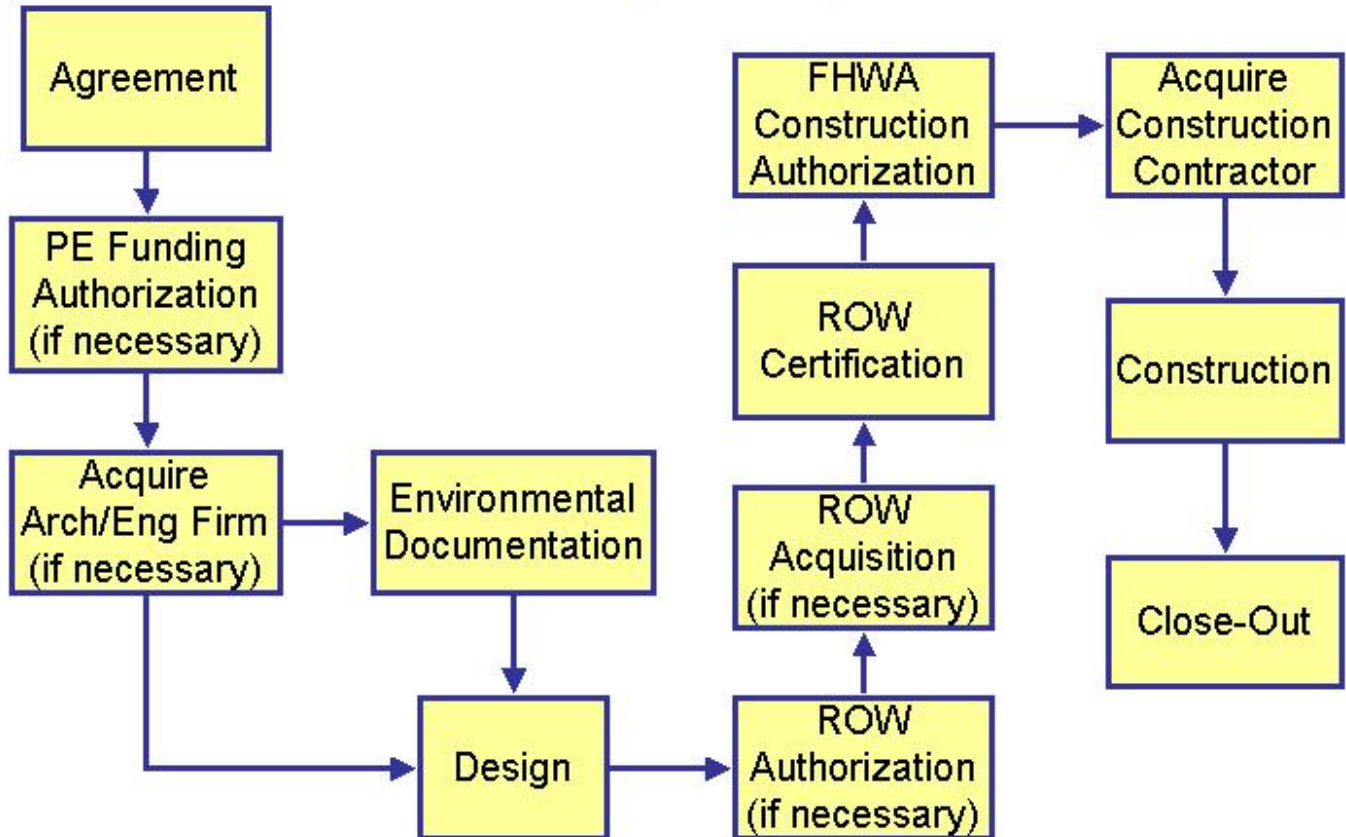 Agreement
PE Funding
Authorization
(if necessary)
Acquire
Arch/Eng Firm
(if necessary)
Environmental
Documentation
Design
ROW
Authorization
(if necessary)
ROW
Acquisition
(if necessary)
ROW
Certification
FHWA
Construction
Authorization
Acquire
Construction
Contractor
Construction
Close-Out